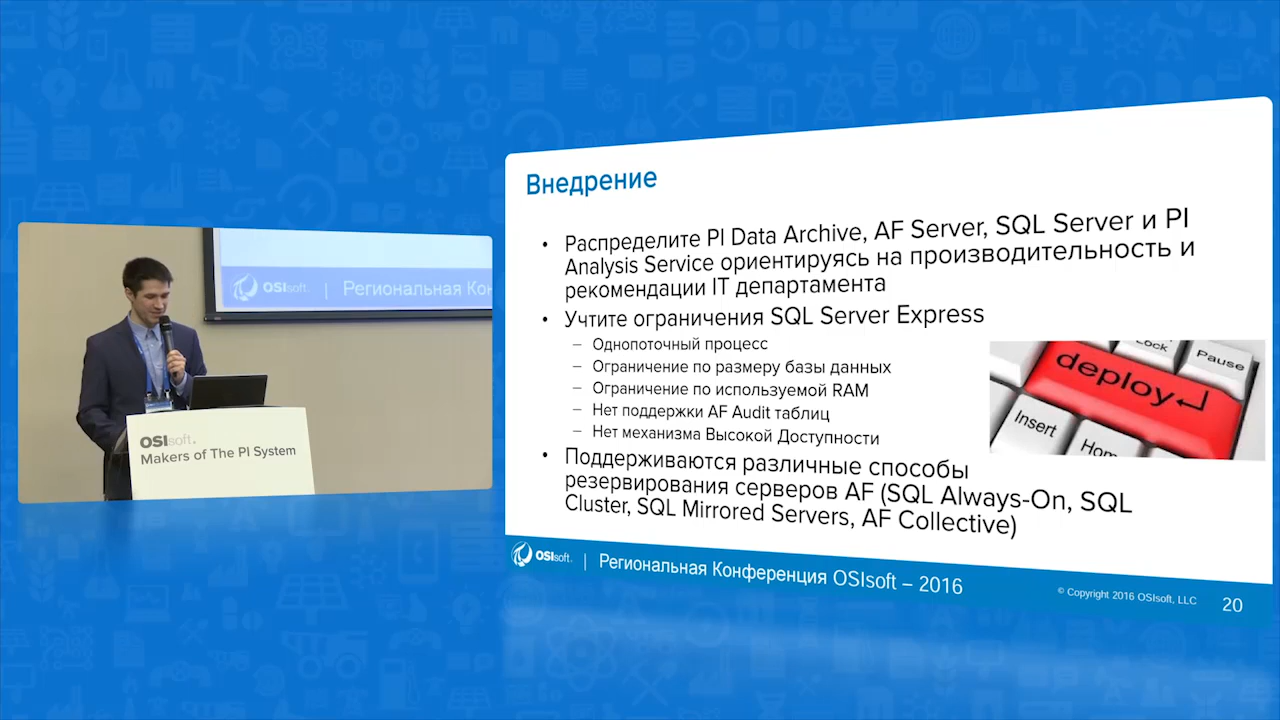 OSIsoft.
Региональная Кон
OSIsoft.
Makers of The PI System
Внедрение
• Распределите PI Data Archive, AF Server, SQL Server и PI
Analysis Service ориентируясь на производительность и
рекомендации IT департамента
• Учтите ограничения SQL Server Express
– Однопоточный процесс
– Ограничение по размеру базы данных
– Ограничение по используемой RAM
– Нет поддержки AF Audit таблиц
– Нет механизма Высокой Доступности
• Поддерживаются различные способы
резервирования серверов AF (SQL Always-On, SQL
Cluster, SQL Mirrored Servers, AF Collective)
Lock
Pause
deploy
Insert
Hom
OSIsoft. | Региональная Конференция OSIsoft – 2016
© Copyright 2016 OSIsoft, LLC
20